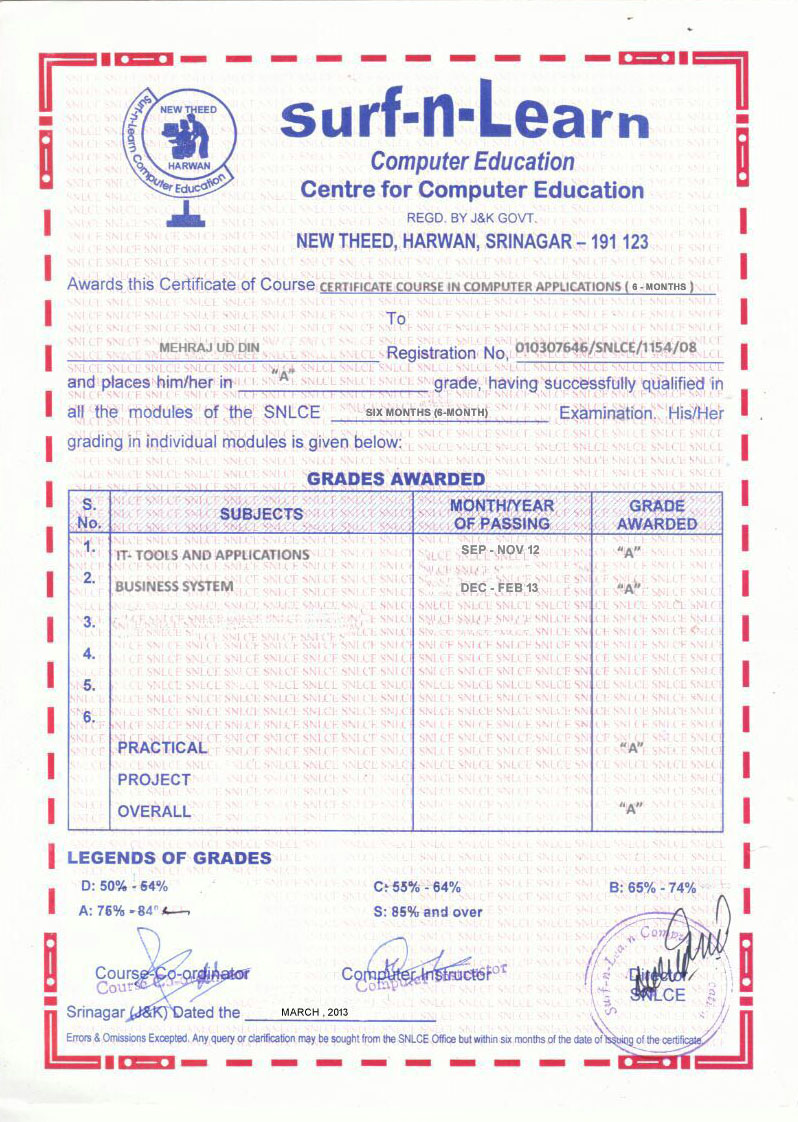 Surf-n-Learn Computer Education
NEW THEED
HARWAN
surf-n-Learn
Computer Education
Centre for Computer Education
REGD. BY J&K GOVT.
NEW THEED, HARWAN, SRINAGAR – 191 123
Awards this Certificate of Course CERTIFICATE COURSE IN COMPUTER APPLICATIONS ( 6 - MONTHS )
To
MEHRAJ UD DIN Registration No, 010307646/SNLCE/1154/08
and places him/her in "A" grade, having successfully qualified in
all the modules of the SNLCE SIX MONTHS (6-MONTH) Examination. His/Her
grading in individual modules is given below:
GRADES AWARDED
S. No. SUBJECTS MONTH/YEAR OF PASSING GRADE AWARDED
1. IT- TOOLS AND APPLICATIONS SEP - NOV 12 "A"
2. BUSINESS SYSTEM DEC - FEB 13 "A"
3.
4.
5.
6.
PRACTICAL "A"
PROJECT
OVERALL "A"
LEGENDS OF GRADES
D: 50% - 54% C: 55% - 64% B: 65% - 74%
A: 75% - 84% S: 85% and over
Course Co-ordinator Computer Instructor Director
Course Co-ordinator Computer Instructor
SNLCE
Surf-n-Learn Comp
Srinagar (J&K) Dated the MARCH , 2013
Errors & Omissions Excepted. Any query or clarification may be sought from the SNLCE Office but within six months of the date of issuing of the certificate.